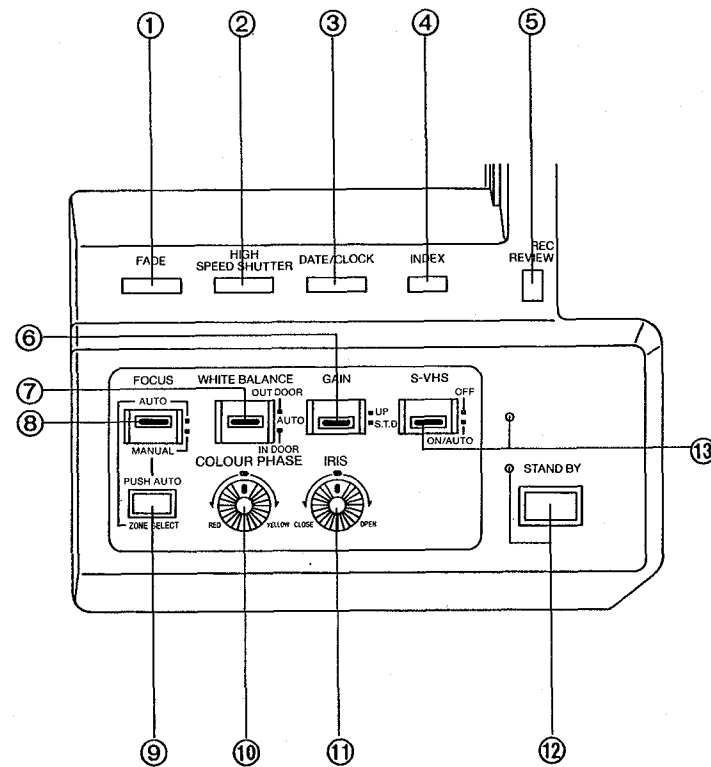 ① ② ③ ④ ⑤
FADE
HIGH
SPEED SHUTTER
DATE/CLOCK
INDEX
REC
REVIEW
⑥
⑦
⑧
FOCUS
WHITE BALANCE
GAIN
S-VHS
AUTO
MANUAL
OUT DOOR
AUTO
IN DOOR
UP
S.T.D
OFF
ON/AUTO
⑬
PUSH AUTO
ZONE SELECT
COLOUR PHASE
RED YELLOW
IRIS
CLOSE OPEN
STAND BY
⑨ ⑩ ⑪ ⑫